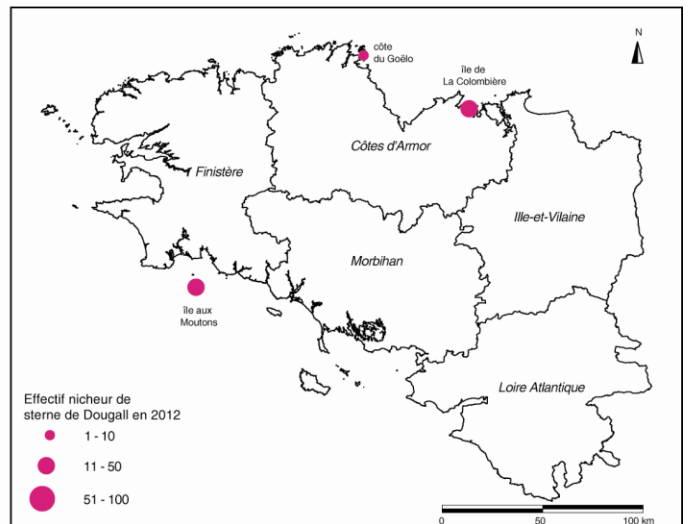 N
côte
du Goëlo
île de
La Colombière
Côtes d'Armor
Finistère
Ille-et-Vilaine
Morbihan
île aux
Moutons
Loire Atlantique
Effectif nicheur de
sterne de Dougall en 2012
1 - 10
11 - 50
51 - 100
0 50 100 km